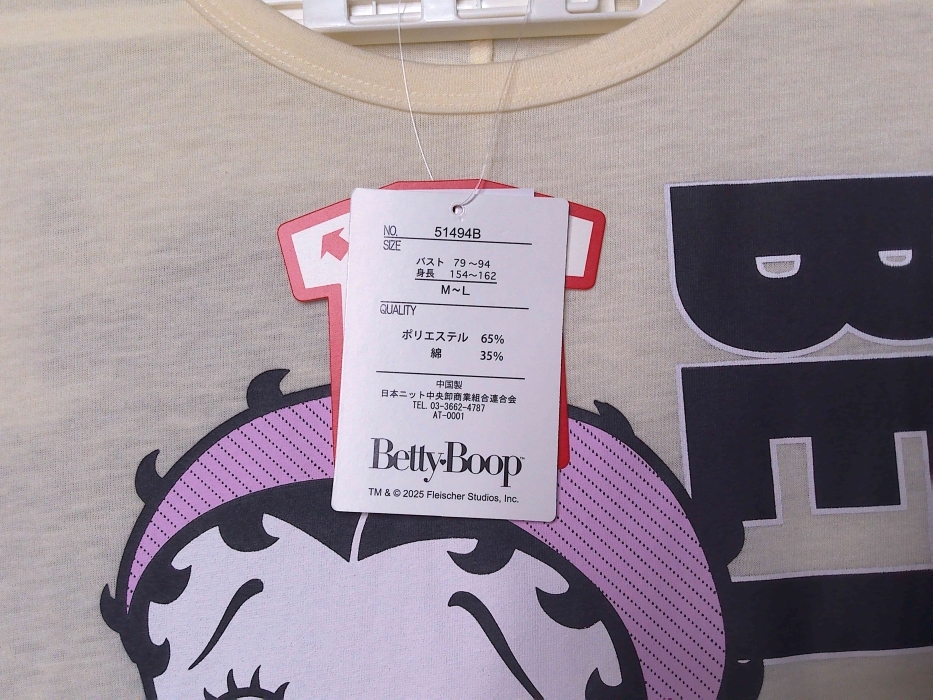 NO. 51494B
SIZE
バスト 79～94
身長 154～162
M～L
QUALITY
ポリエステル 65%
綿 35%
中国製
日本ニット中央卸商業組合連合会
TEL. 03-3662-4787
AT-0001
Betty Boop™
TM & © 2025 Fleischer Studios, Inc.
B
E